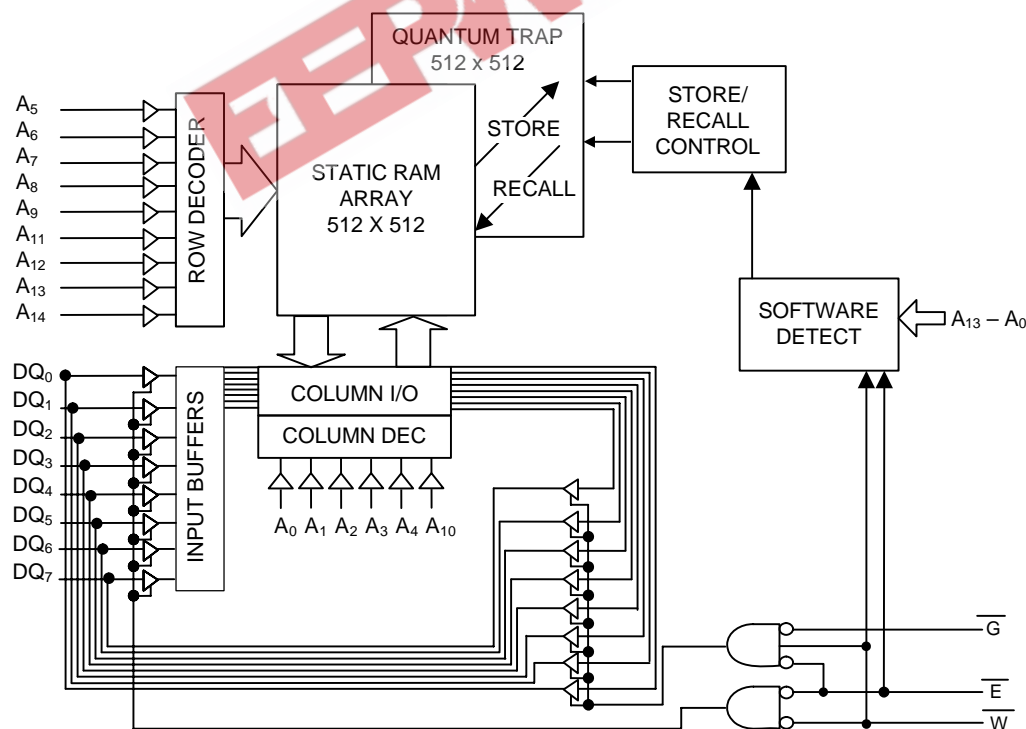 QUANTUM TRAP
512 x 512
STORE/
RECALL
CONTROL
A5
A6
A7
A8
A9
A11
A12
A13
A14
ROW DECODER
STATIC RAM
ARRAY
512 X 512
STORE
RECALL
SOFTWARE
DETECT
A13 – A0
DQ0
DQ1
DQ2
DQ3
DQ4
DQ5
DQ6
DQ7
INPUT BUFFERS
COLUMN I/O
COLUMN DEC
A0 A1 A2 A3 A4 A10
G
E
W